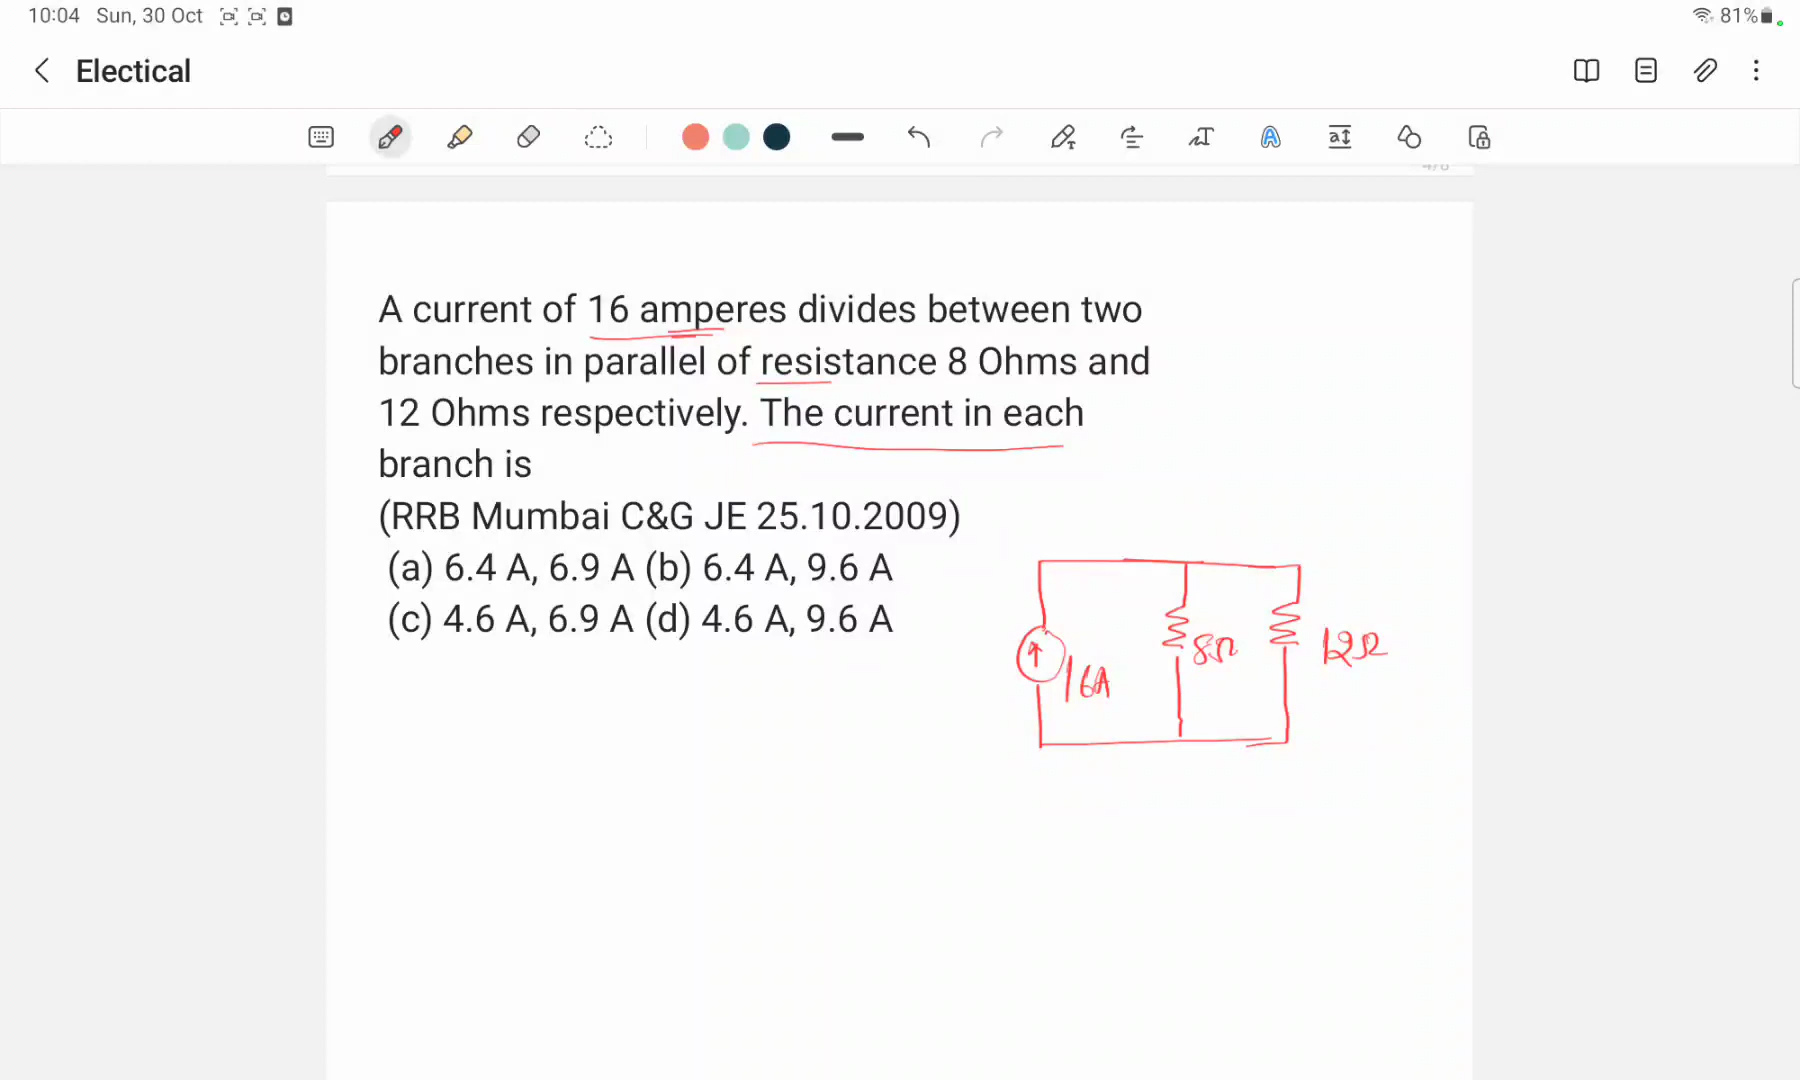 10:04 Sun, 30 Oct
81%
Electical
A current of 16 amperes divides between two
branches in parallel of resistance 8 Ohms and
12 Ohms respectively. The current in each
branch is
(RRB Mumbai C&G JE 25.10.2009)
(a) 6.4 A, 6.9 A (b) 6.4 A, 9.6 A
(c) 4.6 A, 6.9 A (d) 4.6 A, 9.6 A
8Ω
12Ω
16A